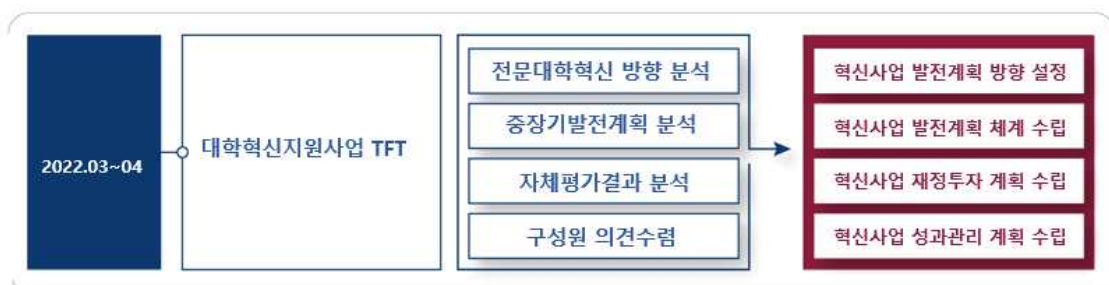 2022.03~04
대학혁신지원사업 TFT
전문대학혁신 방향 분석
중장기발전계획 분석
자체평가결과 분석
구성원 의견수렴
혁신사업 발전계획 방향 설정
혁신사업 발전계획 체계 수립
혁신사업 재정투자 계획 수립
혁신사업 성과관리 계획 수립